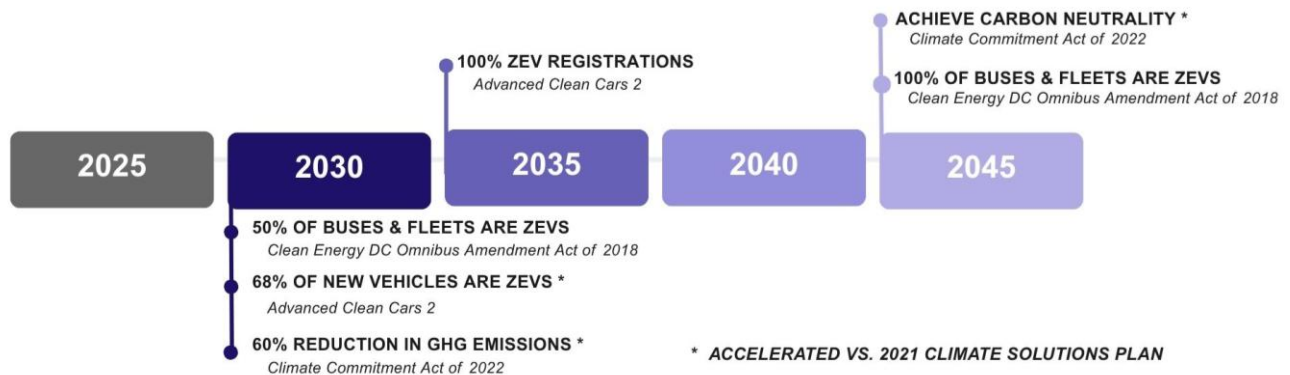 ACHIEVE CARBON NEUTRALITY *
Climate Commitment Act of 2022
100% ZEV REGISTRATIONS
Advanced Clean Cars 2
100% OF BUSES & FLEETS ARE ZEVS
Clean Energy DC Omnibus Amendment Act of 2018
2025
2030
2035
2040
2045
50% OF BUSES & FLEETS ARE ZEVS
Clean Energy DC Omnibus Amendment Act of 2018
68% OF NEW VEHICLES ARE ZEVS *
Advanced Clean Cars 2
60% REDUCTION IN GHG EMISSIONS *
Climate Commitment Act of 2022
* ACCELERATED VS. 2021 CLIMATE SOLUTIONS PLAN